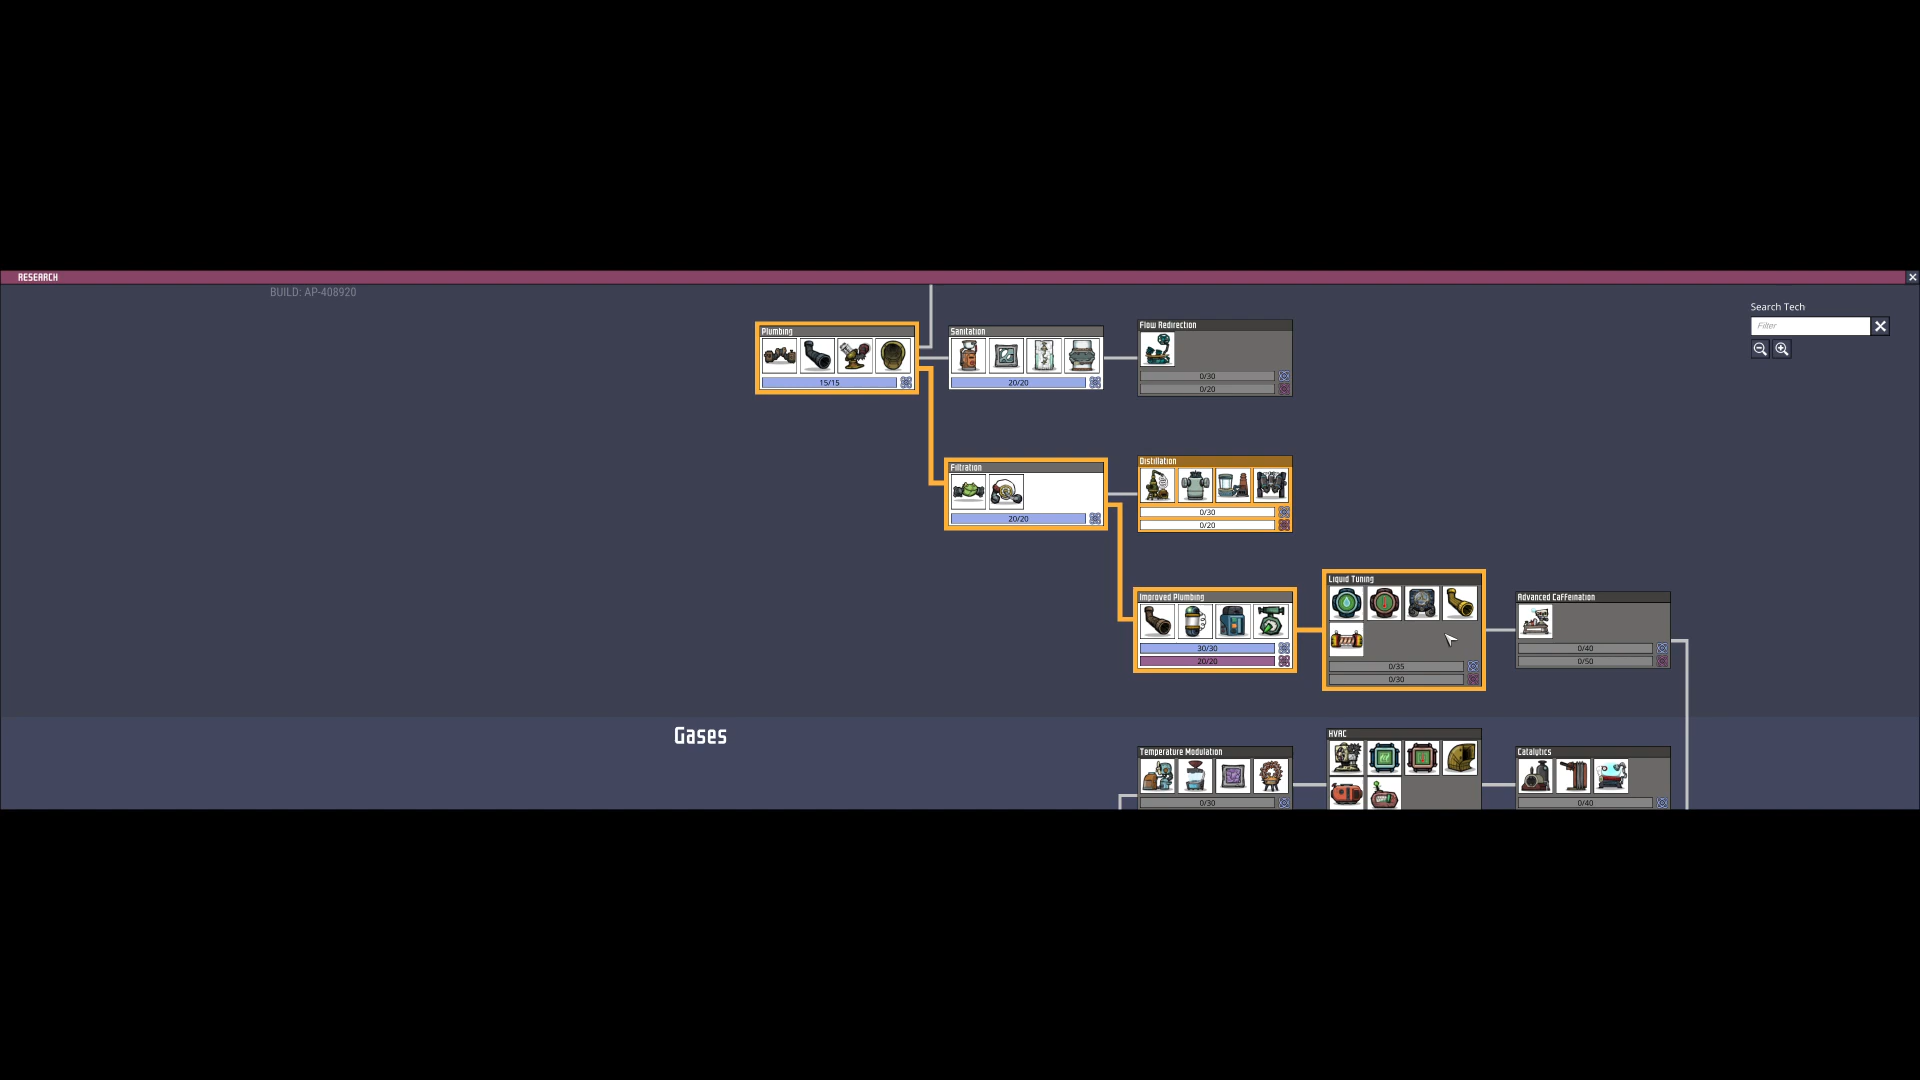 RESEARCH
BUILD: AP-408920
Search Tech
Filter
Plumbing
15/15
Sanitation
20/20
Flow Redirection
0/30
0/20
Filtration
20/20
Distillation
0/30
0/20
Improved Plumbing
30/30
20/20
Liquid Tuning
0/35
0/30
Advanced Caffeination
0/40
0/50
Gases
Temperature Modulation
0/30
HVAC
Catalytics
0/40